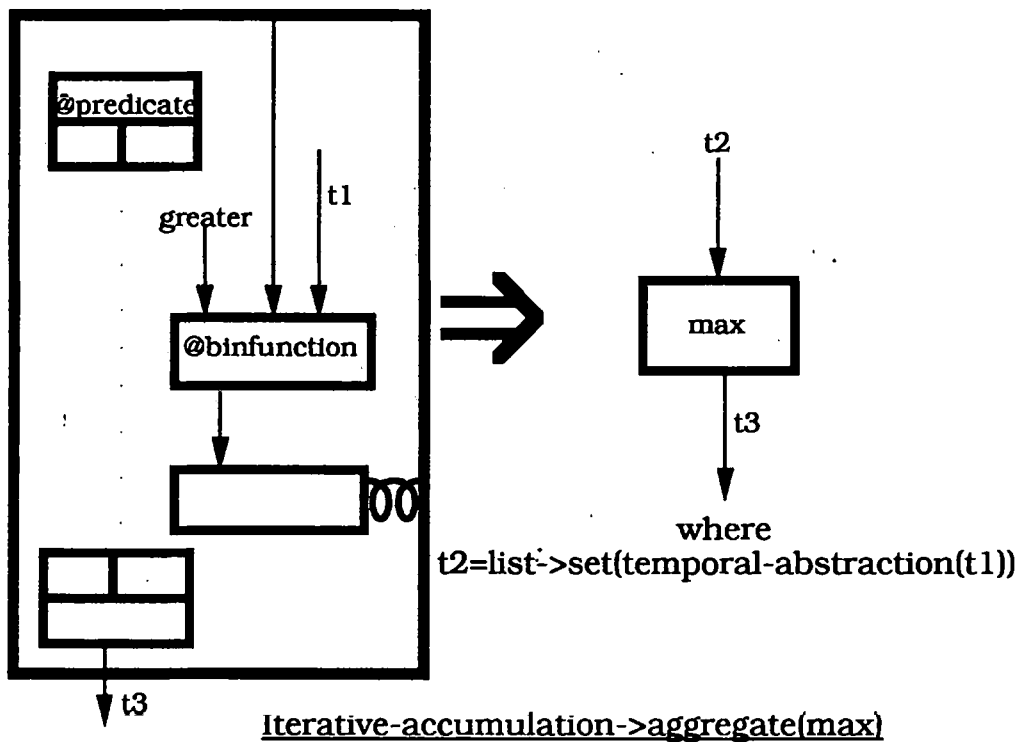 @predicate
greater
t1
@binfunction
t3
t2
max
t3
where
t2=list->set(temporal-abstraction(t1))
Iterative-accumulation->aggregate(max)